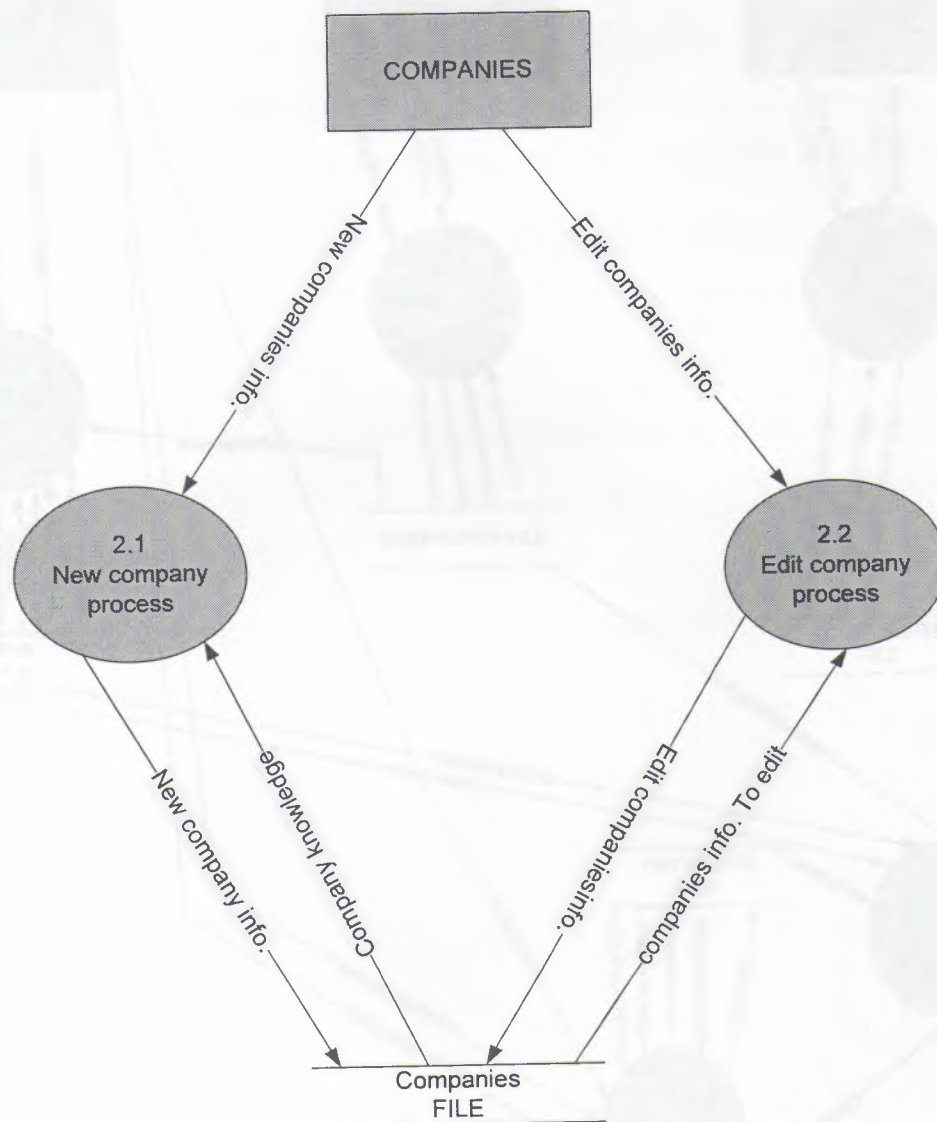 COMPANIES
New companies info.
Edit companies info.
2.1
New company
process
2.2
Edit company
process
New company info.
Company knowledge
Edit companiesinfo.
companies info. To edit
Companies
FILE